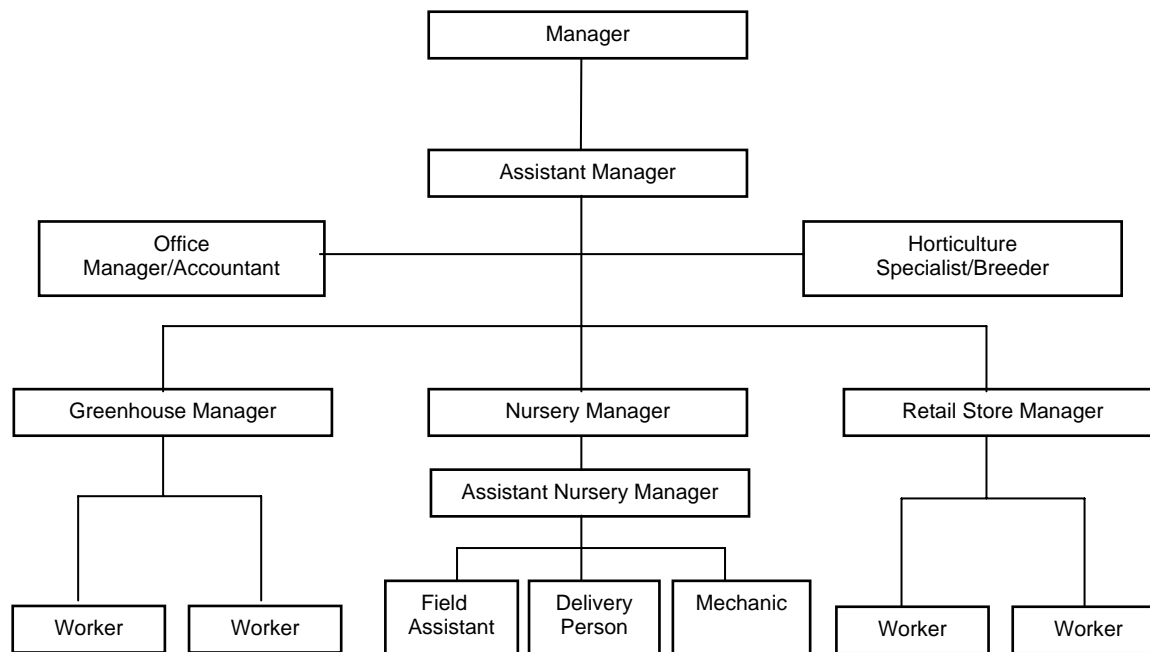 Manager
Assistant Manager
Office
Manager/Accountant
Horticulture
Specialist/Breeder
Greenhouse Manager
Nursery Manager
Retail Store Manager
Assistant Nursery Manager
Field
Assistant
Delivery
Person
Mechanic
Worker
Worker
Worker
Worker